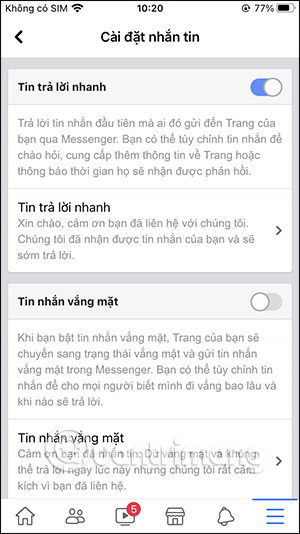 Không có SIM 10:20 77%
Cài đặt nhắn tin
Tin trả lời nhanh
Trả lời tin nhắn đầu tiên mà ai đó gửi đến Trang của
bạn qua Messenger. Bạn có thể tùy chỉnh tin nhắn để
chào hỏi, cung cấp thêm thông tin về Trang hoặc
thông báo thời gian họ sẽ nhận được phản hồi.
Tin trả lời nhanh
Xin chào, cảm ơn bạn đã liên hệ với chúng tôi.
Chúng tôi đã nhận được tin nhắn của bạn và sẽ
sớm trả lời.
Tin nhắn vắng mặt
Khi bạn bật tin nhắn vắng mặt, Trang của bạn sẽ
chuyển sang trạng thái vắng mặt và gửi tin nhắn
vắng mặt trong Messenger. Bạn có thể tùy chỉnh tin
nhắn để cho mọi người biết mình đi vắng bao lâu và
khi nào sẽ trả lời.
Tin nhắn vắng mặt
Cảm ơn bạn đã nhắn tin. Dù vắng mặt và không
thể trả lời ngay lúc này nhưng chúng tôi rất cảm
kích vì bạn đã liên hệ.
5